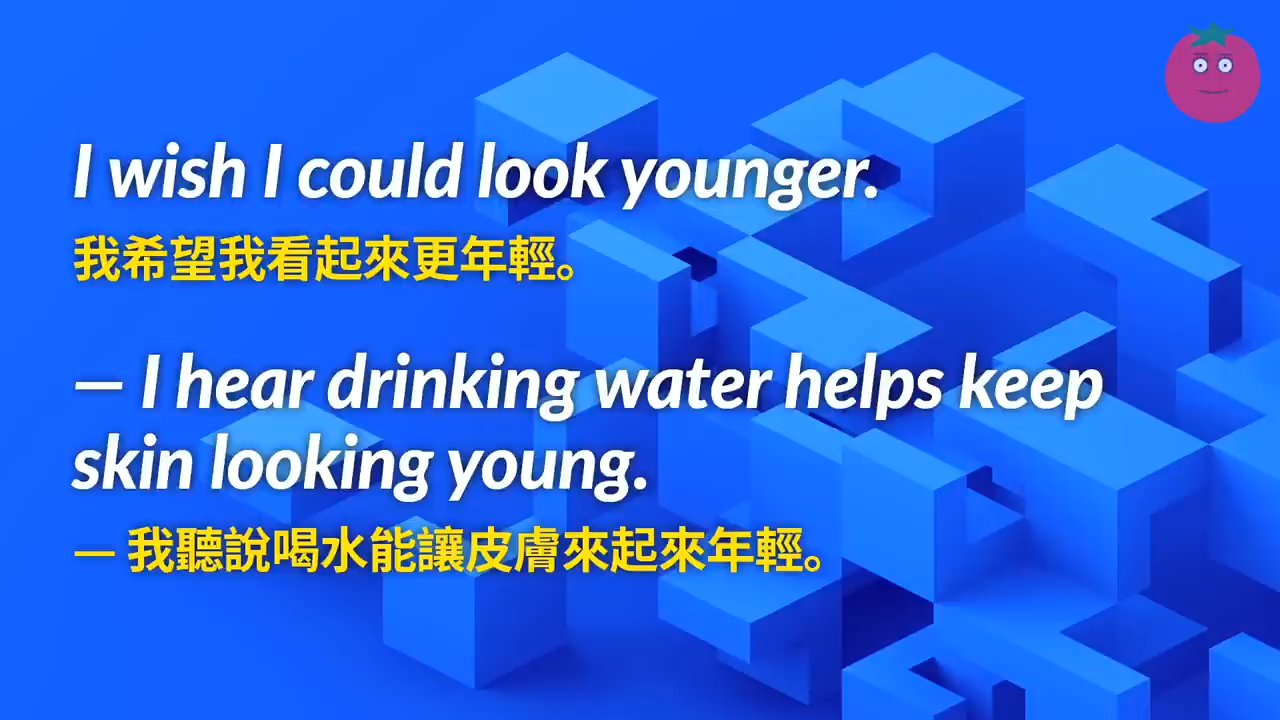 I wish I could look younger.
我希望我看起來更年輕。
— I hear drinking water helps keep
skin looking young.
— 我聽說喝水能讓皮膚來起來年輕。